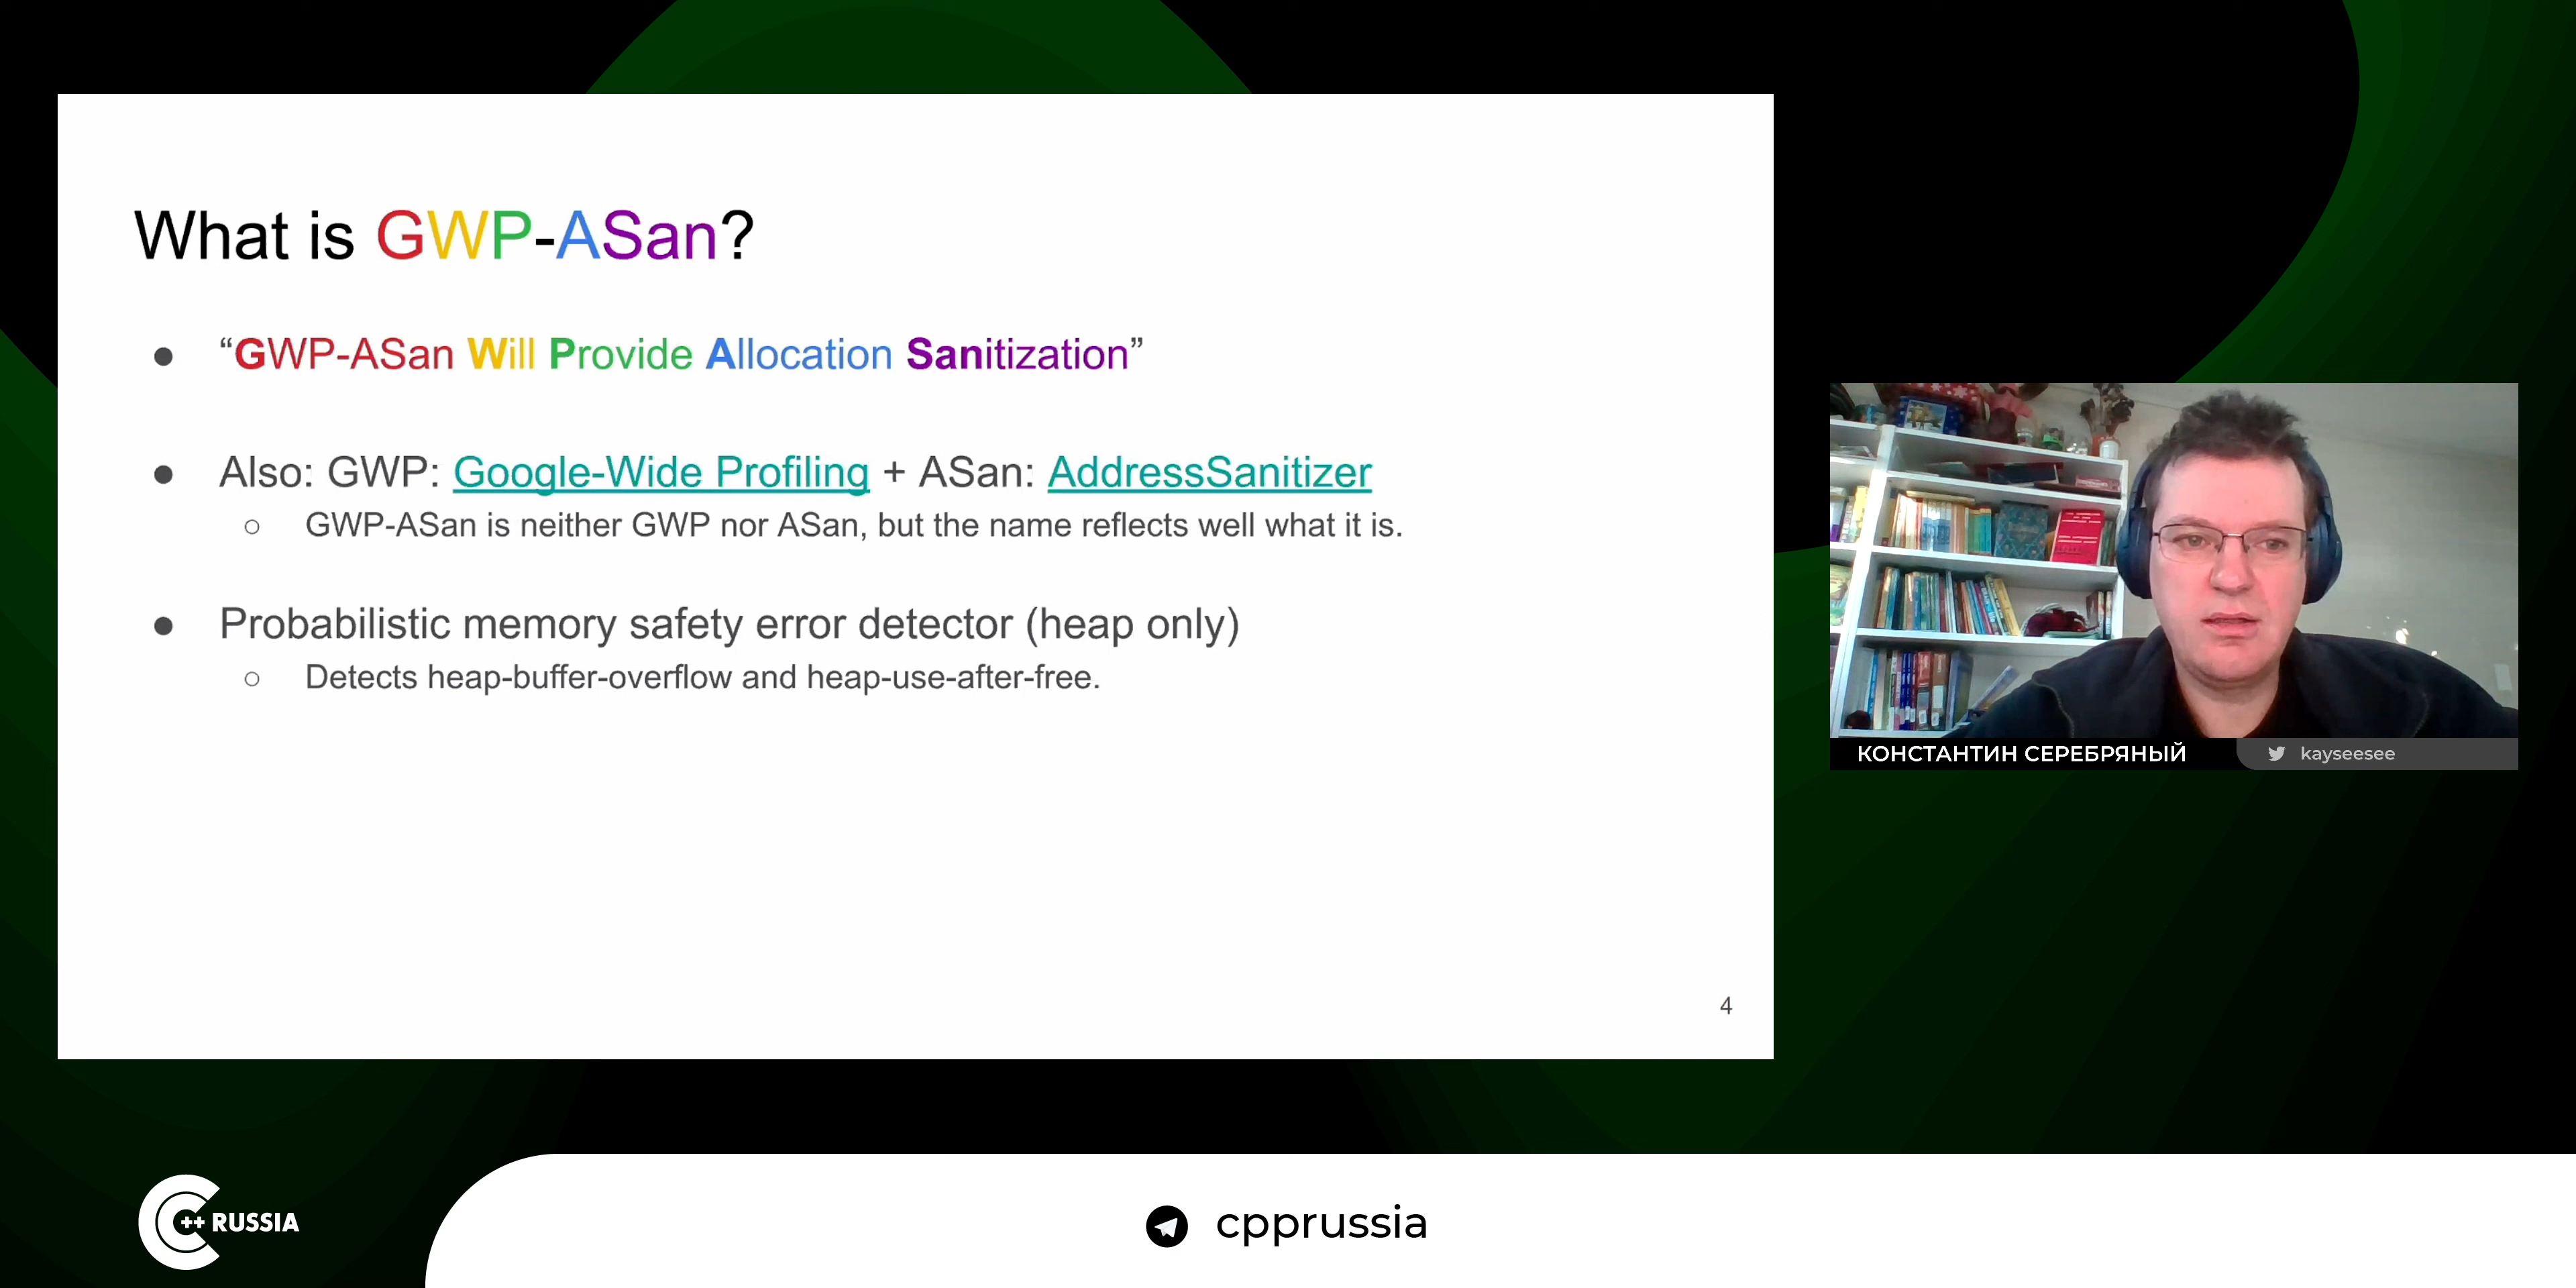 What is GWP-ASan?
“GWP-ASan Will Provide Allocation Sanitization”
Also: GWP: Google-Wide Profiling + ASan: AddressSanitizer
GWP-ASan is neither GWP nor ASan, but the name reflects well what it is.
Probabilistic memory safety error detector (heap only)
Detects heap-buffer-overflow and heap-use-after-free.
4
КОНСТАНТИН СЕРЕБРЯНЫЙ
kayseesee
C++ RUSSIA
cpprussia